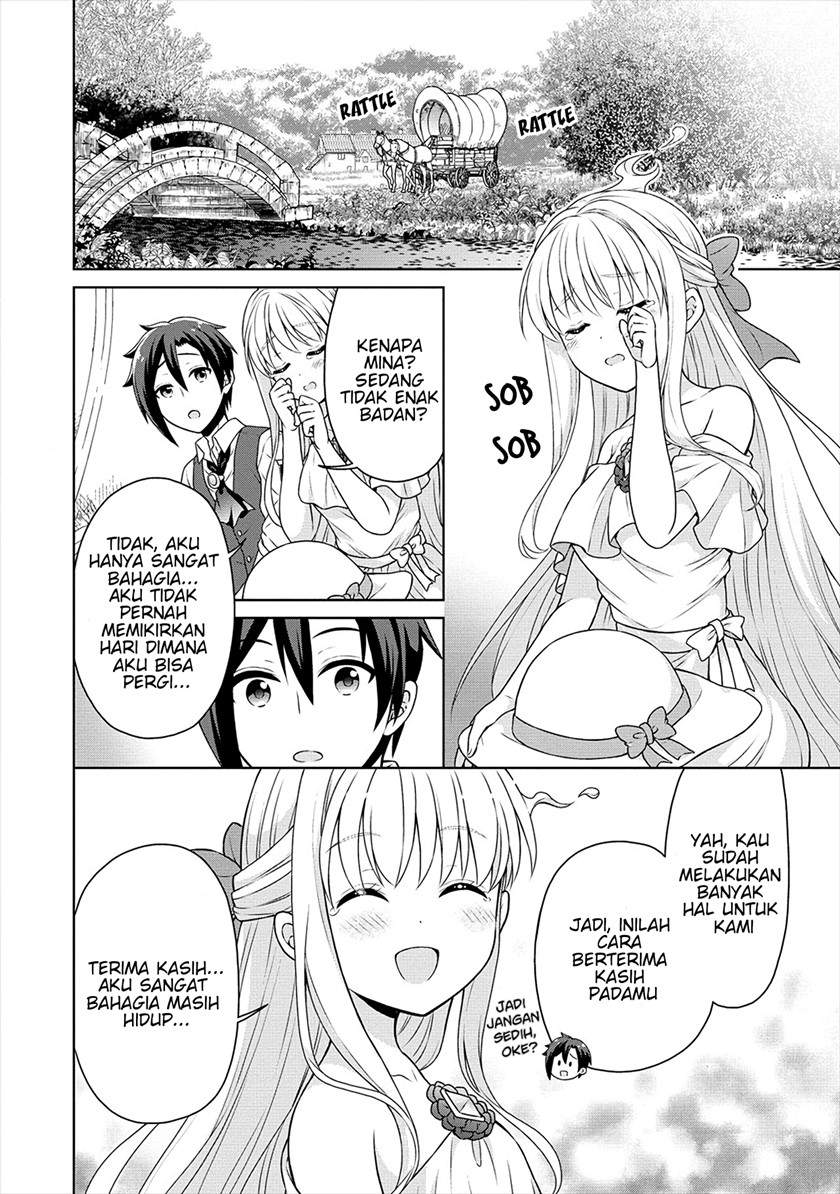 RATTLE
RATTLE
SOB
SOB
KENAPA
MINA?
SEDANG
TIDAK ENAK
BADAN?
TIDAK, AKU
HANYA SANGAT
BAHAGIA...
AKU TIDAK
PERNAH
MEMIKIRKAN
HARI DIMANA
AKU BISA
PERGI...
YAH, KAU
SUDAH
MELAKUKAN
BANYAK
HAL UNTUK
KAMI
JADI, INILAH
CARA
BERTERIMA
KASIH
PADAMU
JADI
JANGAN
SEDIH,
OKE?
TERIMA KASIH...
AKU SANGAT
BAHAGIA MASIH
HIDUP...